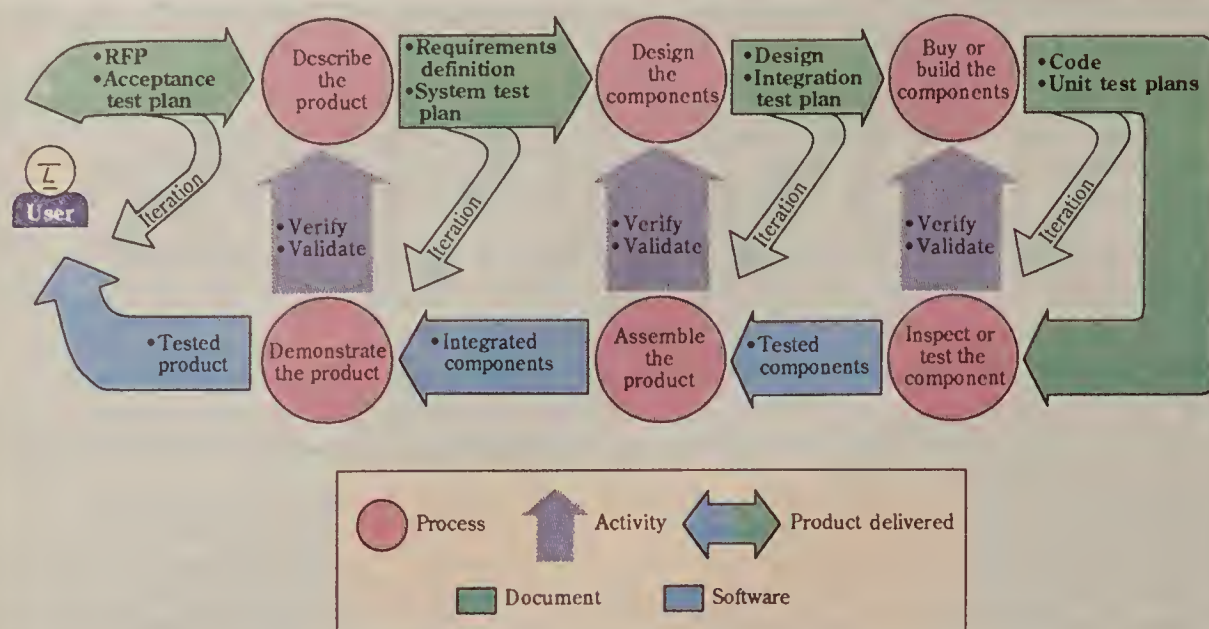 • RFP
• Acceptance
test plan
Describe
the
product
• Requirements
definition
• System test
plan
Design
the
components
• Design
• Integration
test plan
Buy or
build the
components
• Code
• Unit test plans
User
Iteration
• Verify
• Validate
Iteration
• Verify
• Validate
Iteration
• Verify
• Validate
Iteration
• Tested
product
Demonstrate
the product
• Integrated
components
Assemble
the
product
• Tested
components
Inspect or
test the
component
Process
Activity
Product delivered
Document
Software